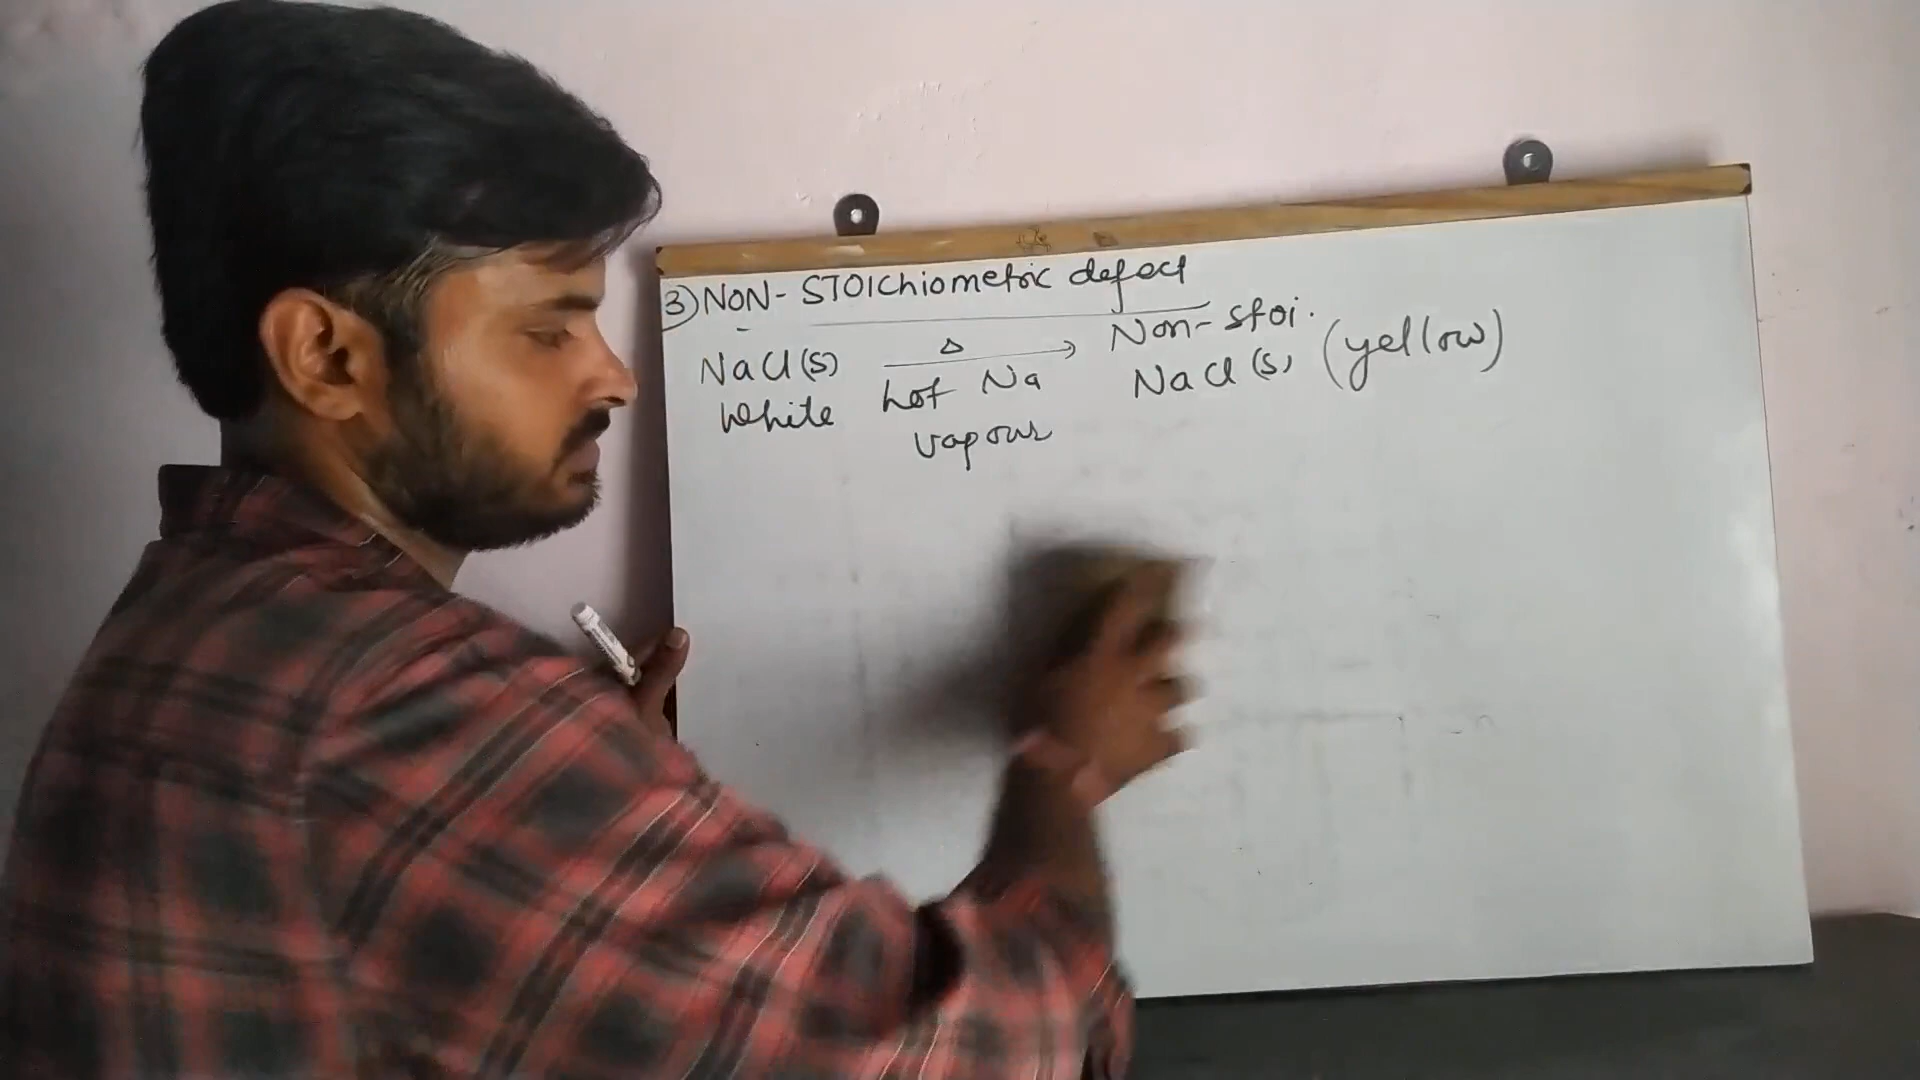 3) NON-STOIchiometric defect
NaCl(s) Δ → Non-stoi.
White hot Na NaCl(s) (yellow)
vapour